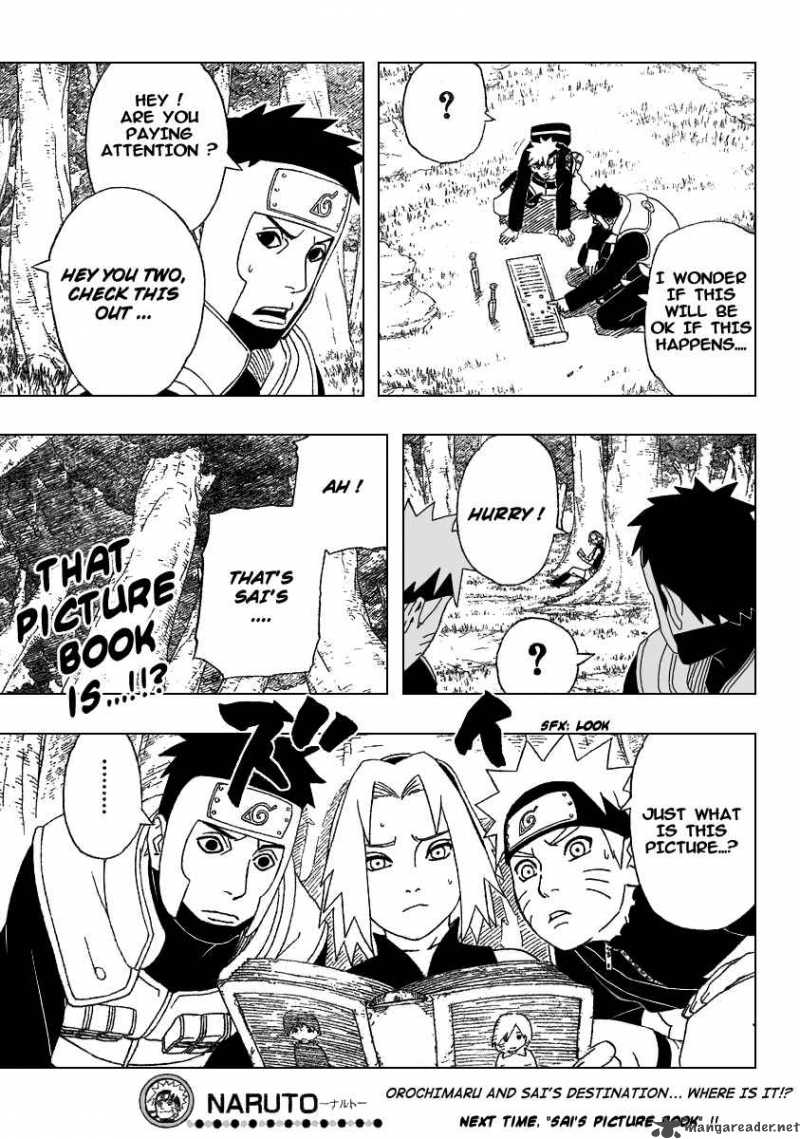 ?
I WONDER
IF THIS
WILL BE
OK IF THIS
HAPPENS....
HEY !
ARE YOU
PAYING
ATTENTION ?
HEY YOU TWO,
CHECK THIS
OUT ...
HURRY !
?
AH !
THAT'S
SAI'S
....
THAT
PICTURE
BOOK
IS...!!?
SFX: LOOK
ズイ
JUST WHAT
IS THIS
PICTURE...?
.........
NARUTO
—ナルト—
OROCHIMARU AND SAI'S DESTINATION... WHERE IS IT!?
NEXT TIME, "SAI'S PICTURE BOOK" !!
Mangareader.net